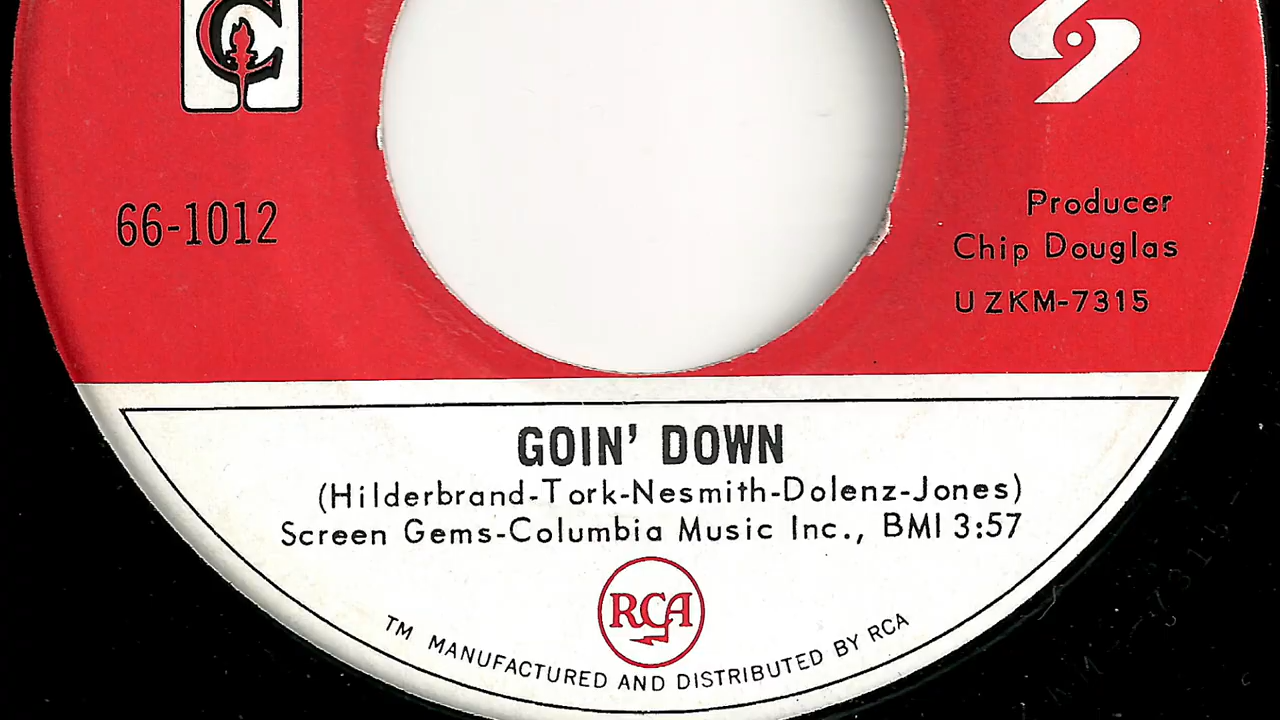 C
66-1012
Producer
Chip Douglas
UZKM-7315
GOIN' DOWN
(Hilderbrand-Tork-Nesmith-Dolenz-Jones)
Screen Gems-Columbia Music Inc., BMI 3:57
RCA
TM MANUFACTURED AND DISTRIBUTED BY RCA